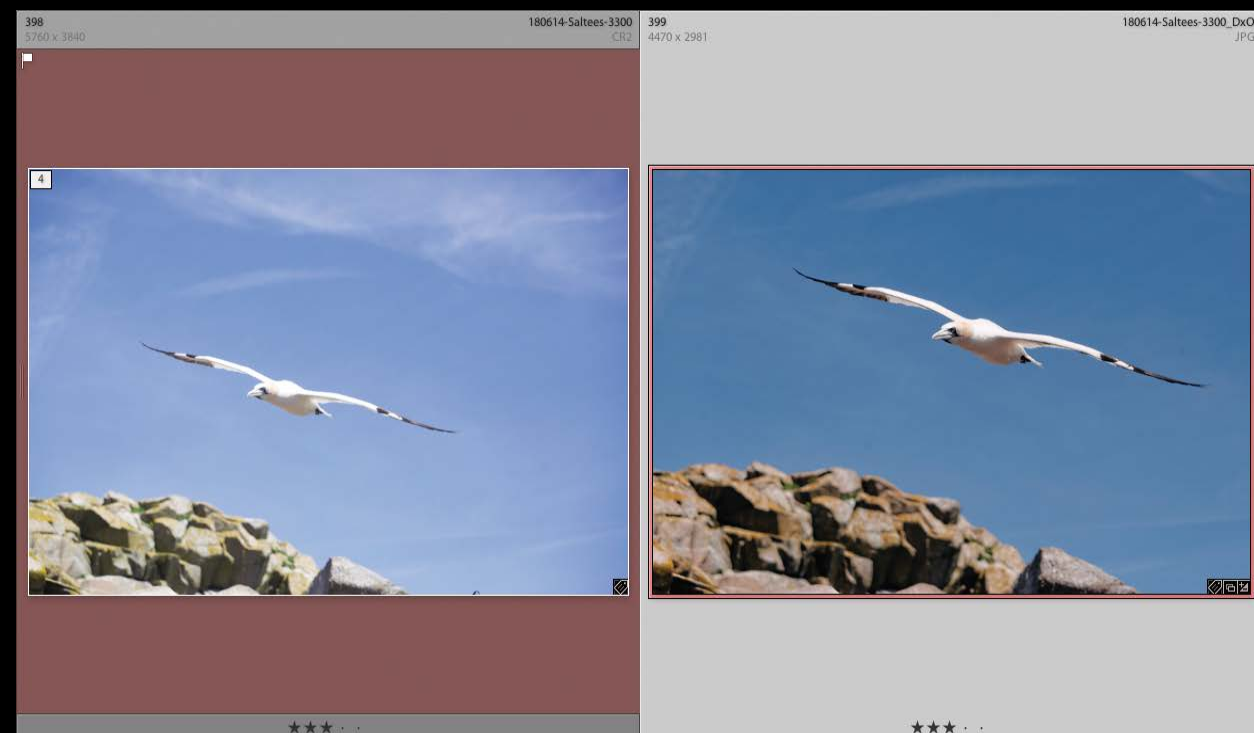 398
180614-Saltees-3300
5760 x 3840
CR2
4
399
180614-Saltees-3300_DxO
4470 x 2981
JPG